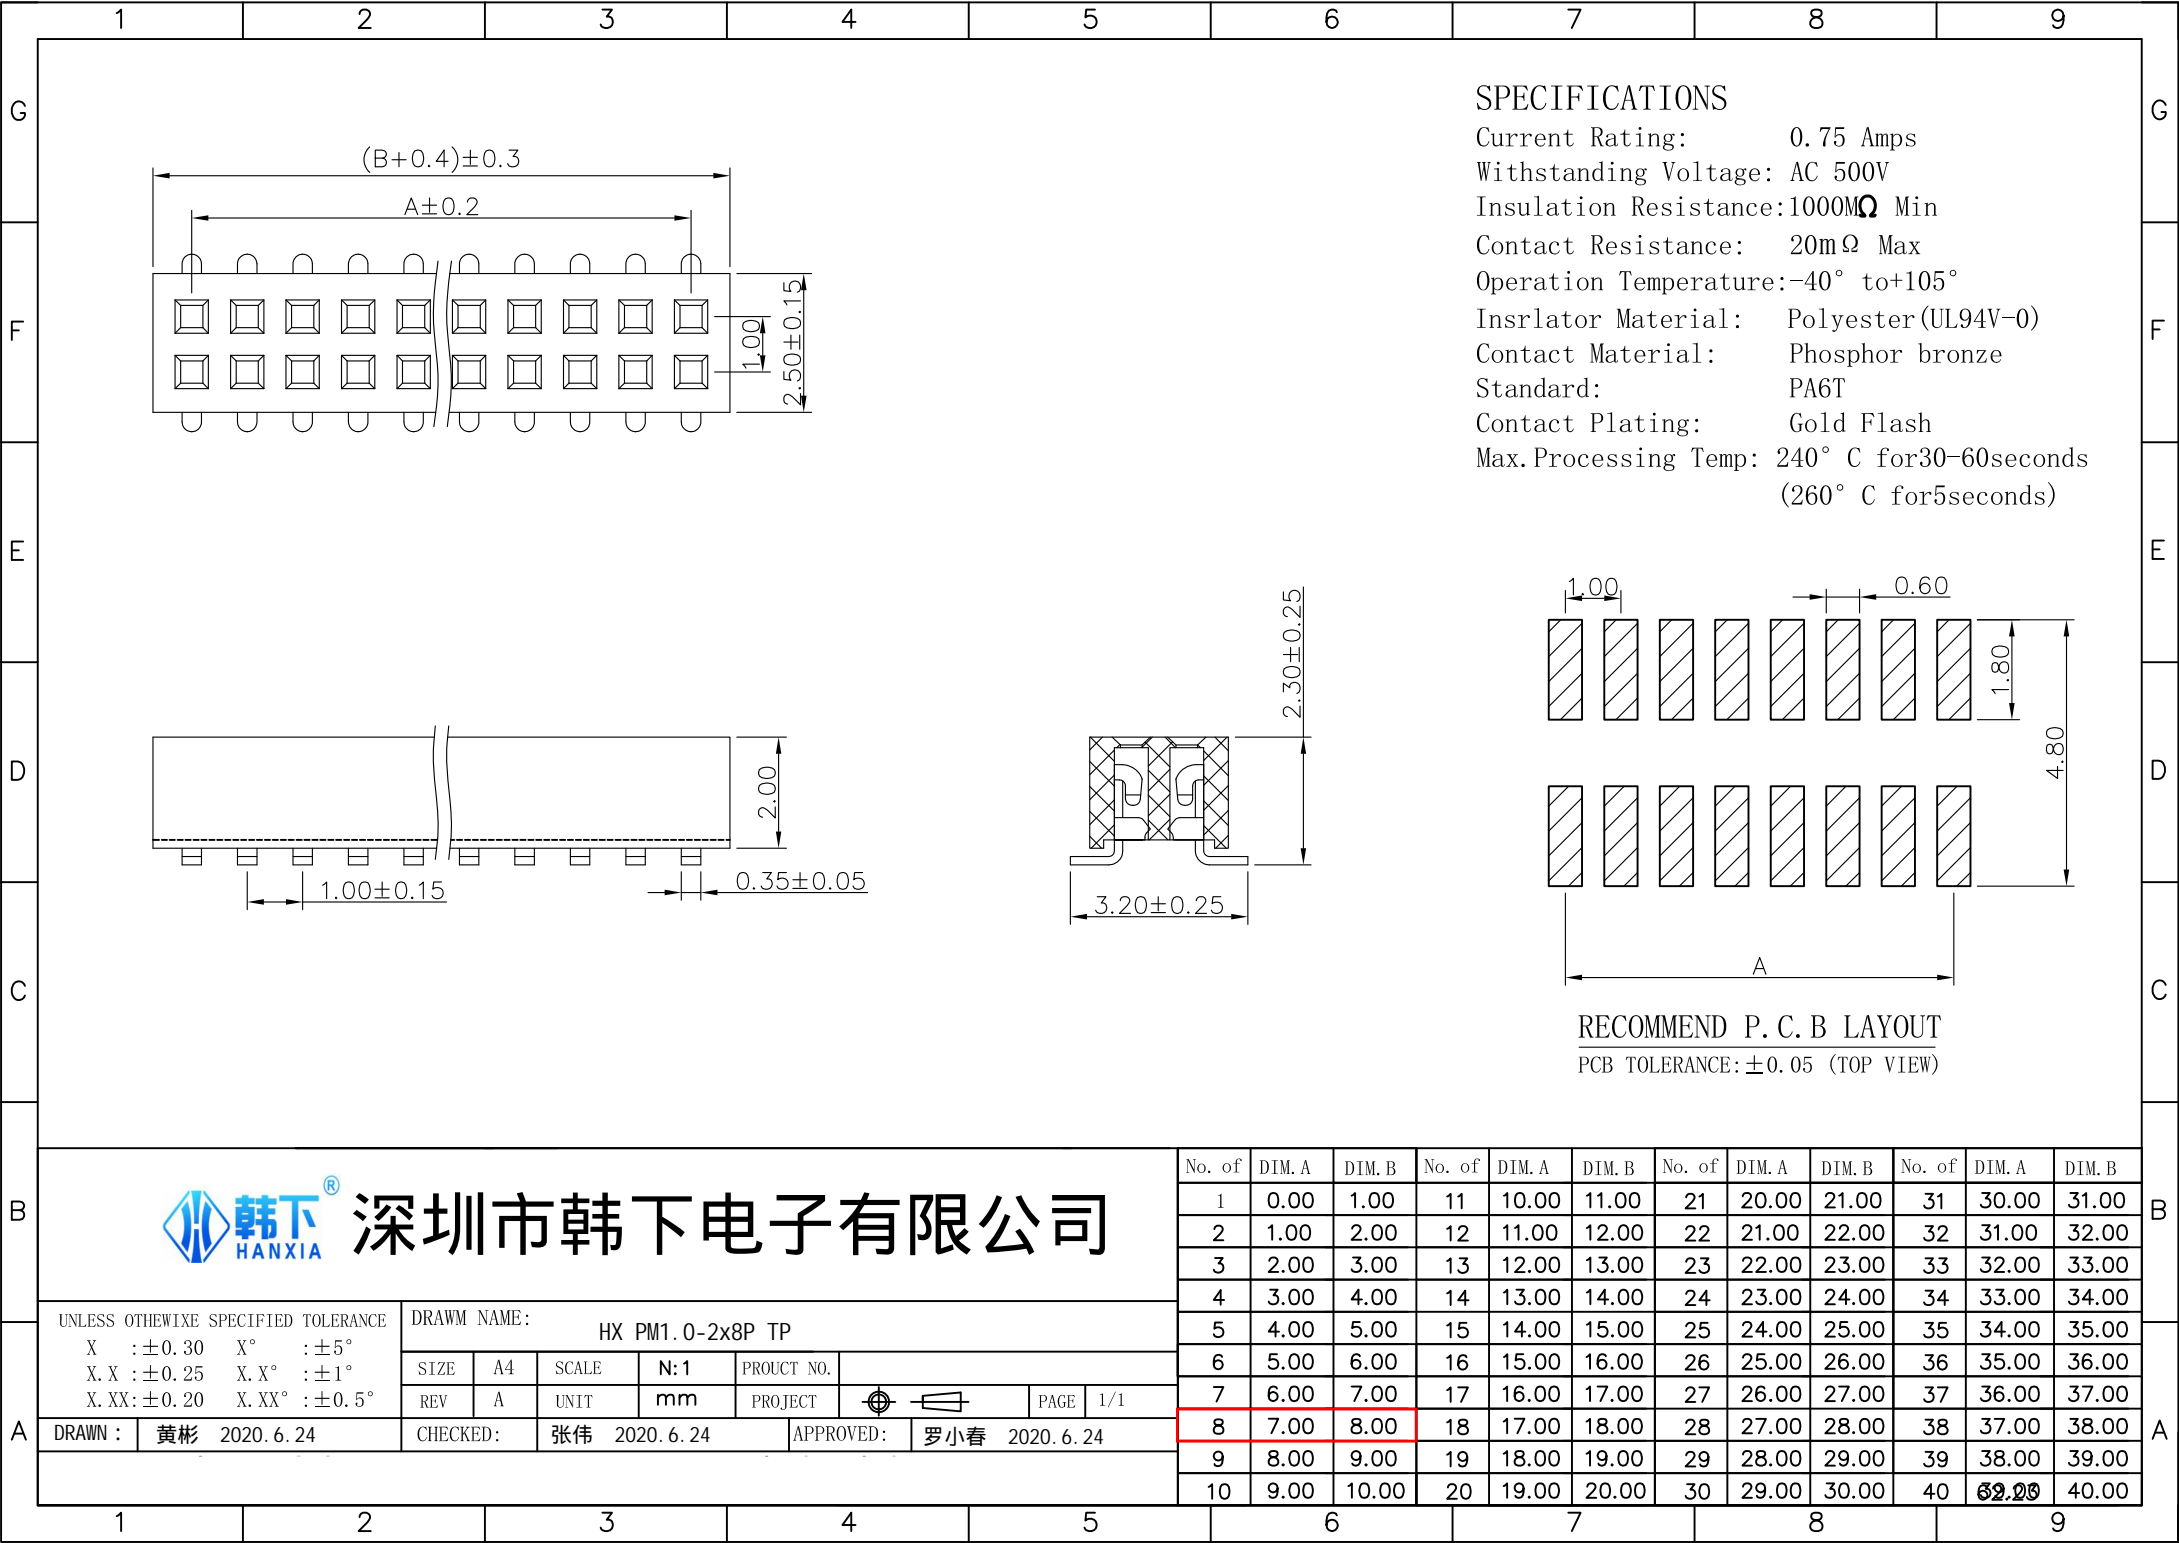 1 2 3 4 5 6 7 8 9
G G
F F
E E
D D
C C
B B
A A
SPECIFICATIONS
Current Rating: 0.75 Amps
Withstanding Voltage: AC 500V
Insulation Resistance:1000MΩ Min
Contact Resistance: 20mΩ Max
Operation Temperature:-40° to+105°
Insrlator Material: Polyester(UL94V-0)
Contact Material: Phosphor bronze
Standard: PA6T
Contact Plating: Gold Flash
Max.Processing Temp: 240° C for30-60seconds
(260° C for5seconds)
(B+0.4)±0.3
A±0.2
1.00
2.50±0.15
2.00
1.00±0.15
0.35±0.05
2.30±0.25
3.20±0.25
1.00
0.60
1.80
4.80
A
RECOMMEND P.C.B LAYOUT
PCB TOLERANCE:±0.05 (TOP VIEW)
韩下® HANXIA
深圳市韩下电子有限公司
No. of DIM.A DIM.B No. of DIM.A DIM.B No. of DIM.A DIM.B No. of DIM.A DIM.B
1 0.00 1.00 11 10.00 11.00 21 20.00 21.00 31 30.00 31.00
2 1.00 2.00 12 11.00 12.00 22 21.00 22.00 32 31.00 32.00
3 2.00 3.00 13 12.00 13.00 23 22.00 23.00 33 32.00 33.00
4 3.00 4.00 14 13.00 14.00 24 23.00 24.00 34 33.00 34.00
5 4.00 5.00 15 14.00 15.00 25 24.00 25.00 35 34.00 35.00
6 5.00 6.00 16 15.00 16.00 26 25.00 26.00 36 35.00 36.00
7 6.00 7.00 17 16.00 17.00 27 26.00 27.00 37 36.00 37.00
8 7.00 8.00 18 17.00 18.00 28 27.00 28.00 38 37.00 38.00
9 8.00 9.00 19 18.00 19.00 29 28.00 29.00 39 38.00 39.00
10 9.00 10.00 20 19.00 20.00 30 29.00 30.00 40 40.00
UNLESS OTHEWIXE SPECIFIED TOLERANCE
X :±0.30 X° :±5°
X.X :±0.25 X.X° :±1°
X.XX:±0.20 X.XX° :±0.5°
DRAWM NAME:
HX PM1.0-2x8P TP
SIZE A4 SCALE N:1 PROUCT NO.
REV A UNIT mm PROJECT PAGE 1/1
DRAWN : 黄彬 2020.6.24 CHECKED: 张伟 2020.6.24 APPROVED: 罗小春 2020.6.24
1 2 3 4 5 6 7 8 9